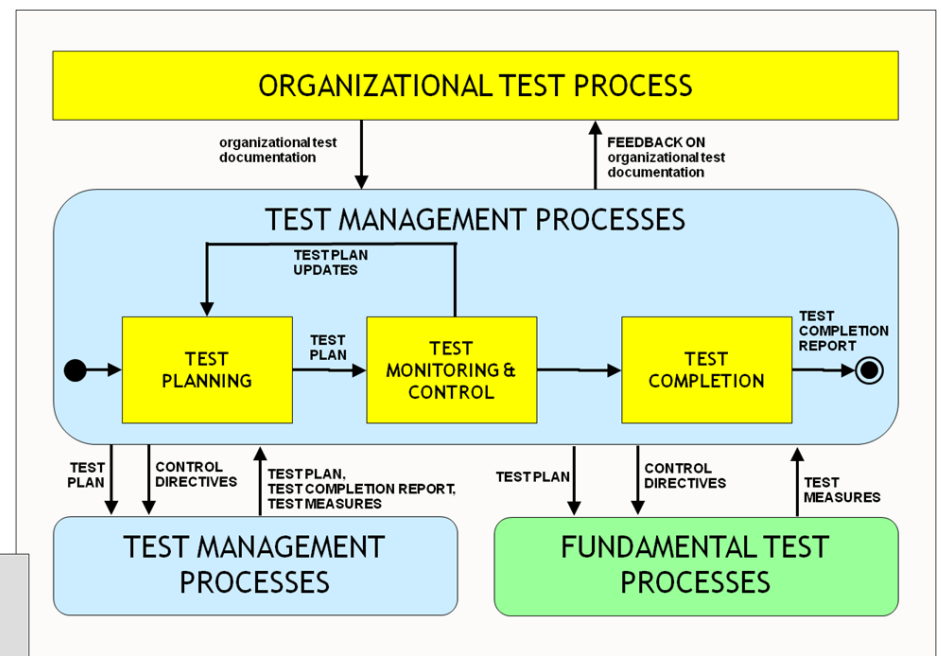 ORGANIZATIONAL TEST PROCESS
organizational test
documentation
FEEDBACK ON
organizational test
documentation
TEST MANAGEMENT PROCESSES
TEST PLAN
UPDATES
TEST
PLANNING
TEST
PLAN
TEST
MONITORING &
CONTROL
TEST
COMPLETION
TEST
COMPLETION
REPORT
TEST
PLAN
CONTROL
DIRECTIVES
TEST PLAN,
TEST COMPLETION REPORT,
TEST MEASURES
TEST PLAN
CONTROL
DIRECTIVES
TEST
MEASURES
TEST MANAGEMENT
PROCESSES
FUNDAMENTAL TEST
PROCESSES